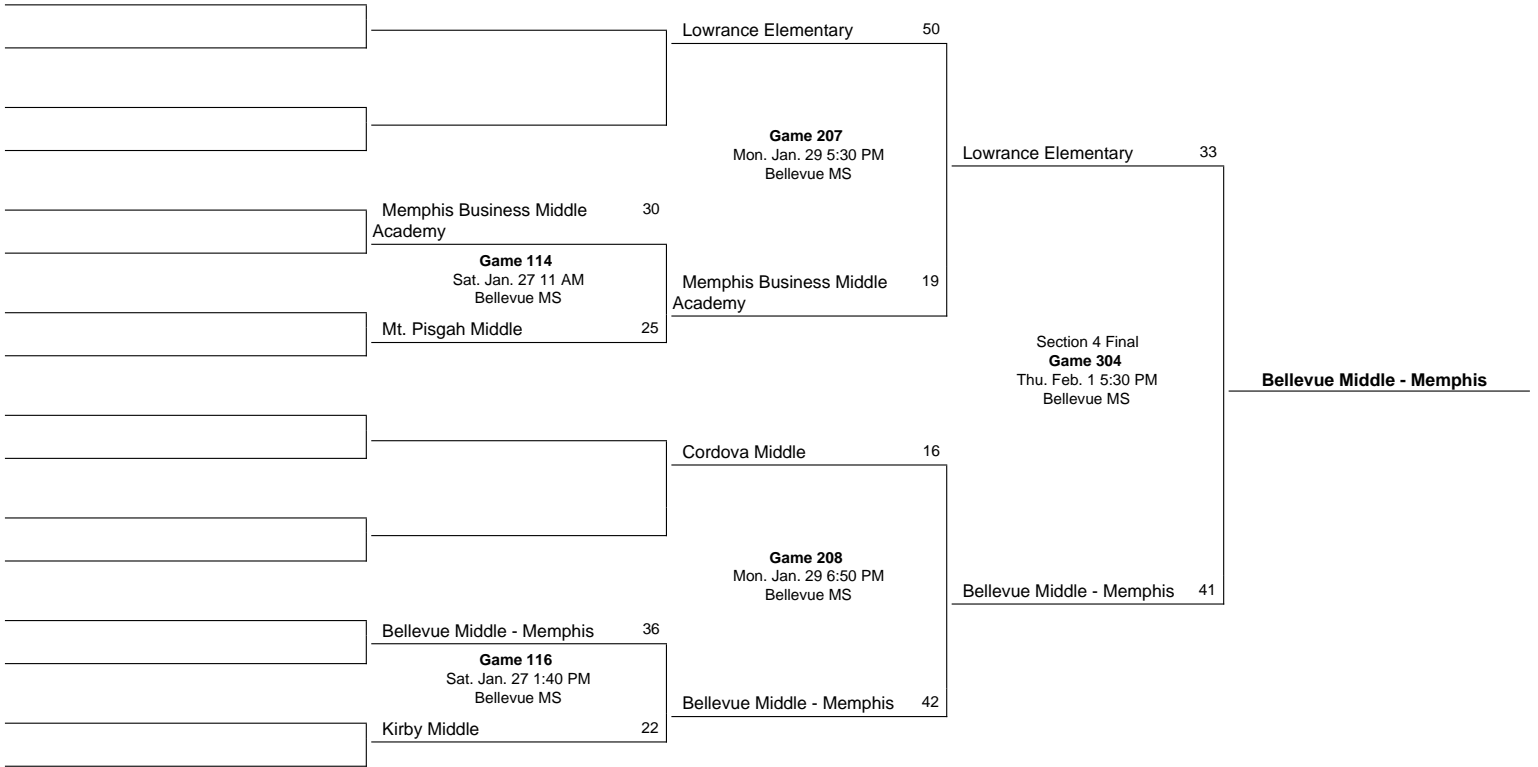 Lowrance Elementary 50
Game 207
Mon. Jan. 29 5:30 PM
Bellevue MS
Lowrance Elementary 33
Memphis Business Middle 30
Academy
Game 114
Sat. Jan. 27 11 AM
Bellevue MS
Memphis Business Middle 19
Academy
Mt. Pisgah Middle 25
Section 4 Final
Game 304
Thu. Feb. 1 5:30 PM
Bellevue MS
Bellevue Middle - Memphis
Cordova Middle 16
Game 208
Mon. Jan. 29 6:50 PM
Bellevue MS
Bellevue Middle - Memphis 41
Bellevue Middle - Memphis 36
Game 116
Sat. Jan. 27 1:40 PM
Bellevue MS
Bellevue Middle - Memphis 42
Kirby Middle 22